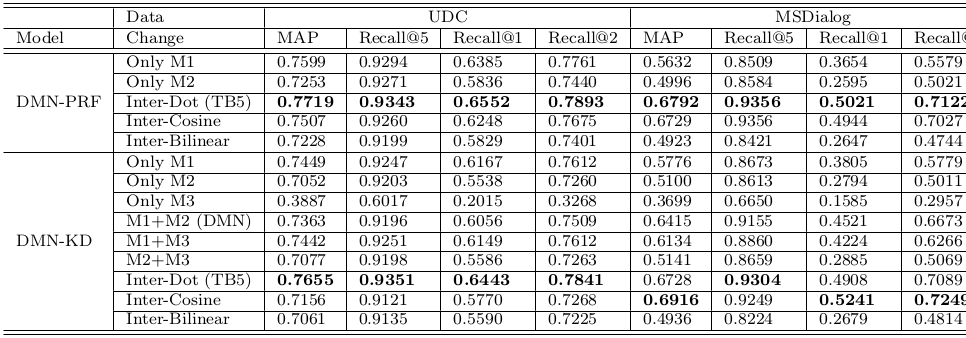 Data UDC MSDialog
Model Change MAP Recall@5 Recall@1 Recall@2 MAP Recall@5 Recall@1
Only M1 0.7599 0.9294 0.6385 0.7761 0.5632 0.8509 0.3654 0.5579
Only M2 0.7253 0.9271 0.5836 0.7440 0.4996 0.8584 0.2595 0.5021
DMN-PRF Inter-Dot (TB5) 0.7719 0.9343 0.6552 0.7893 0.6792 0.9356 0.5021 0.7122
Inter-Cosine 0.7507 0.9260 0.6248 0.7675 0.6729 0.9356 0.4944 0.7027
Inter-Bilinear 0.7228 0.9199 0.5829 0.7401 0.4923 0.8421 0.2647 0.4744
Only M1 0.7449 0.9247 0.6167 0.7612 0.5776 0.8673 0.3805 0.5779
Only M2 0.7052 0.9203 0.5538 0.7260 0.5100 0.8613 0.2794 0.5011
Only M3 0.3887 0.6017 0.2015 0.3268 0.3699 0.6650 0.1585 0.2957
M1+M2 (DMN) 0.7363 0.9196 0.6056 0.7509 0.6415 0.9155 0.4521 0.6673
DMN-KD M1+M3 0.7442 0.9251 0.6149 0.7612 0.6134 0.8860 0.4224 0.6266
M2+M3 0.7077 0.9198 0.5586 0.7263 0.5141 0.8659 0.2885 0.5069
Inter-Dot (TB5) 0.7655 0.9351 0.6443 0.7841 0.6728 0.9304 0.4908 0.7089
Inter-Cosine 0.7156 0.9121 0.5770 0.7268 0.6916 0.9249 0.5241 0.7249
Inter-Bilinear 0.7061 0.9135 0.5590 0.7225 0.4936 0.8224 0.2679 0.4814